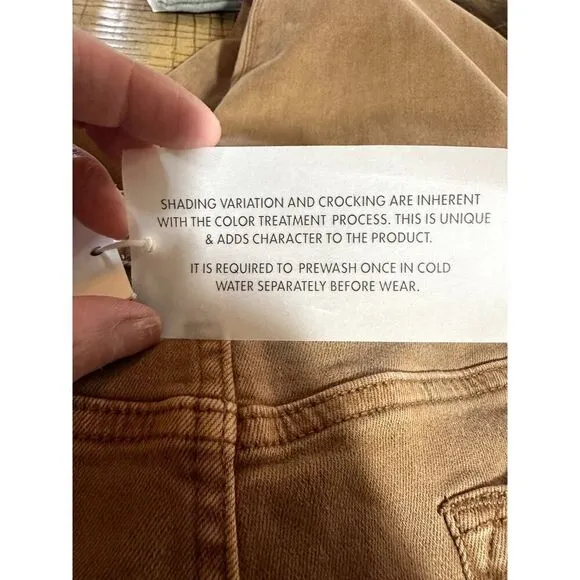 SHADING VARIATION AND CROCKING ARE INHERENT
WITH THE COLOR TREATMENT PROCESS. THIS IS UNIQUE
& ADDS CHARACTER TO THE PRODUCT.
IT IS REQUIRED TO PREWASH ONCE IN COLD
WATER SEPARATELY BEFORE WEAR.